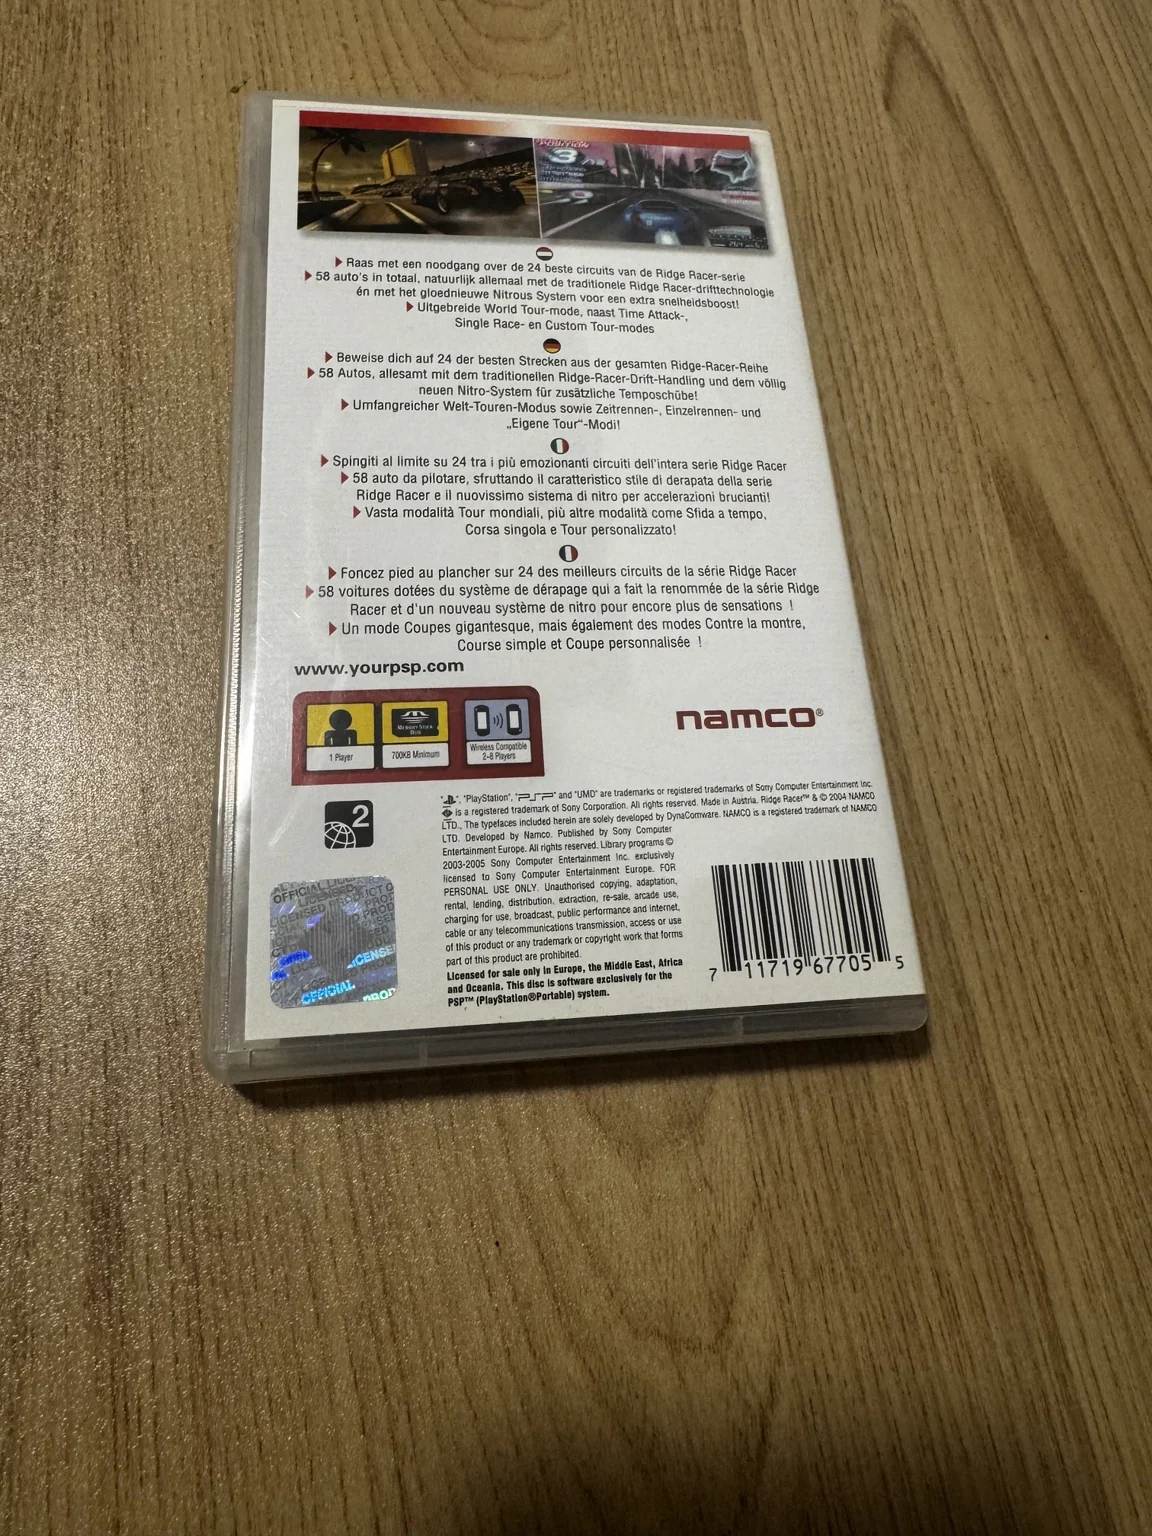 3
Raas met een noodgang over de 24 beste circuits van de Ridge Racer-serie
58 auto's in totaal, natuurlijk allemaal met de traditionele Ridge Racer-drifttechnologie
én met het gloednieuwe Nitrous System voor een extra snelheidsboost!
Uitgebreide World Tour-mode, naast Time Attack-,
Single Race- en Custom Tour-modes
Beweise dich auf 24 der besten Strecken aus der gesamten Ridge-Racer-Reihe
58 Autos, allesamt mit dem traditionellen Ridge-Racer-Drift-Handling und dem völlig
neuen Nitro-System für zusätzliche Temposchübe!
Umfangreicher Welt-Touren-Modus sowie Zeitrennen-, Einzelrennen- und
„Eigene Tour“-Modi!
Spingiti al limite su 24 tra i più emozionanti circuiti dell'intera serie Ridge Racer
58 auto da pilotare, sfruttando il caratteristico stile di derapata della serie
Ridge Racer e il nuovissimo sistema di nitro per accelerazioni brucianti!
Vasta modalità Tour mondiali, più altre modalità come Sfida a tempo,
Corsa singola e Tour personalizzato!
Foncez pied au plancher sur 24 des meilleurs circuits de la série Ridge Racer
58 voitures dotées du système de dérapage qui a fait la renommée de la série Ridge
Racer et d'un nouveau système de nitro pour encore plus de sensations !
Un mode Coupes gigantesque, mais également des modes Contre la montre,
Course simple et Coupe personnalisée !
www.yourpsp.com
1 Player
MEMORY STICK
DUO
700KB Minimum
Wireless Compatible
2-8 Players
namco®
2
"", "PlayStation", "PSP" and "UMD" are trademarks or registered trademarks of Sony Computer Entertainment Inc.
is a registered trademark of Sony Corporation. All rights reserved. Made in Austria. Ridge Racer™ & © 2004 NAMCO
LTD., The typefaces included herein are solely developed by DynaComware. NAMCO is a registered trademark of NAMCO
LTD. Developed by Namco. Published by Sony Computer
Entertainment Europe. All rights reserved. Library programs ©
2003-2005 Sony Computer Entertainment Inc. exclusively
licensed to Sony Computer Entertainment Europe. FOR
PERSONAL USE ONLY. Unauthorised copying, adaptation,
rental, lending, distribution, extraction, re-sale, arcade use,
charging for use, broadcast, public performance and internet,
cable or any telecommunications transmission, access or use
of this product or any trademark or copyright work that forms
part of this product are prohibited.
Licensed for sale only in Europe, the Middle East, Africa
and Oceania. This disc is software exclusively for the
PSP™ (PlayStation®Portable) system.
OFFICIAL
LICENSED
OFFICIAL
7 11719 67705 5